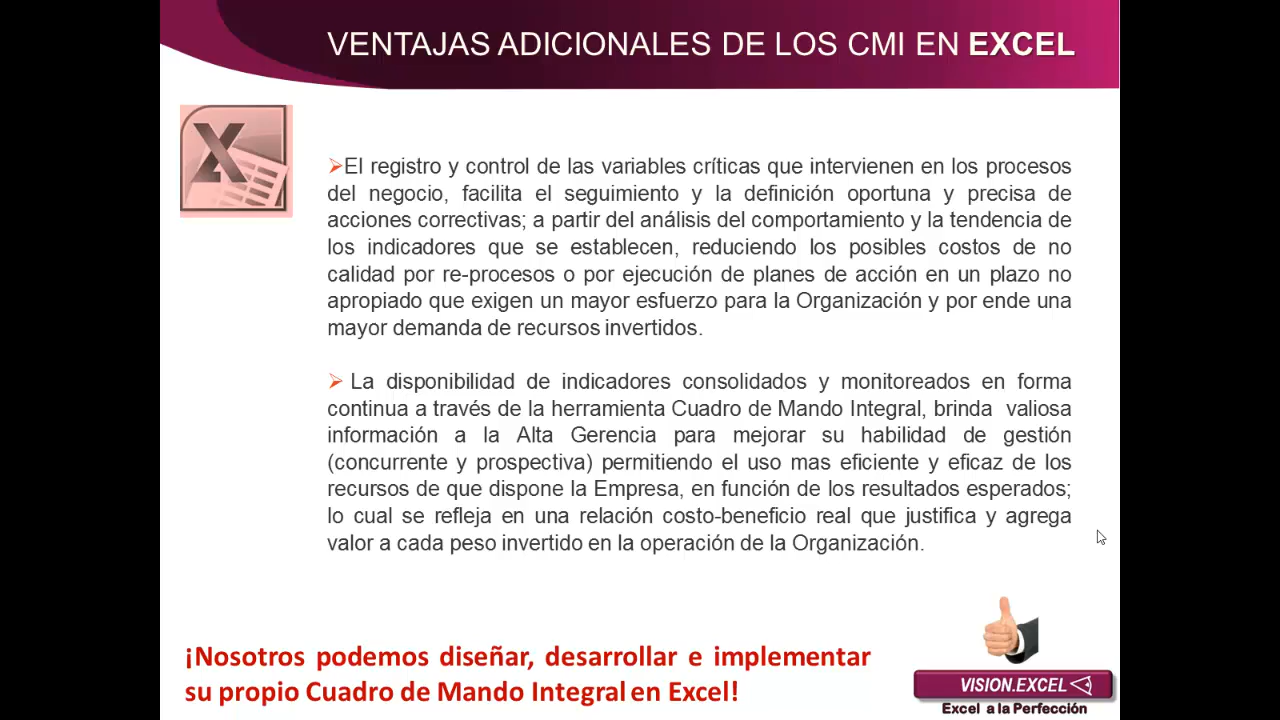 VENTAJAS ADICIONALES DE LOS CMI EN EXCEL
X
➢El registro y control de las variables críticas que intervienen en los procesos
del negocio, facilita el seguimiento y la definición oportuna y precisa de
acciones correctivas; a partir del análisis del comportamiento y la tendencia de
los indicadores que se establecen, reduciendo los posibles costos de no
calidad por re-procesos o por ejecución de planes de acción en un plazo no
apropiado que exigen un mayor esfuerzo para la Organización y por ende una
mayor demanda de recursos invertidos.
➢ La disponibilidad de indicadores consolidados y monitoreados en forma
continua a través de la herramienta Cuadro de Mando Integral, brinda valiosa
información a la Alta Gerencia para mejorar su habilidad de gestión
(concurrente y prospectiva) permitiendo el uso mas eficiente y eficaz de los
recursos de que dispone la Empresa, en función de los resultados esperados;
lo cual se refleja en una relación costo-beneficio real que justifica y agrega
valor a cada peso invertido en la operación de la Organización.
¡Nosotros podemos diseñar, desarrollar e implementar
su propio Cuadro de Mando Integral en Excel!
VISION.EXCEL
Excel a la Perfección